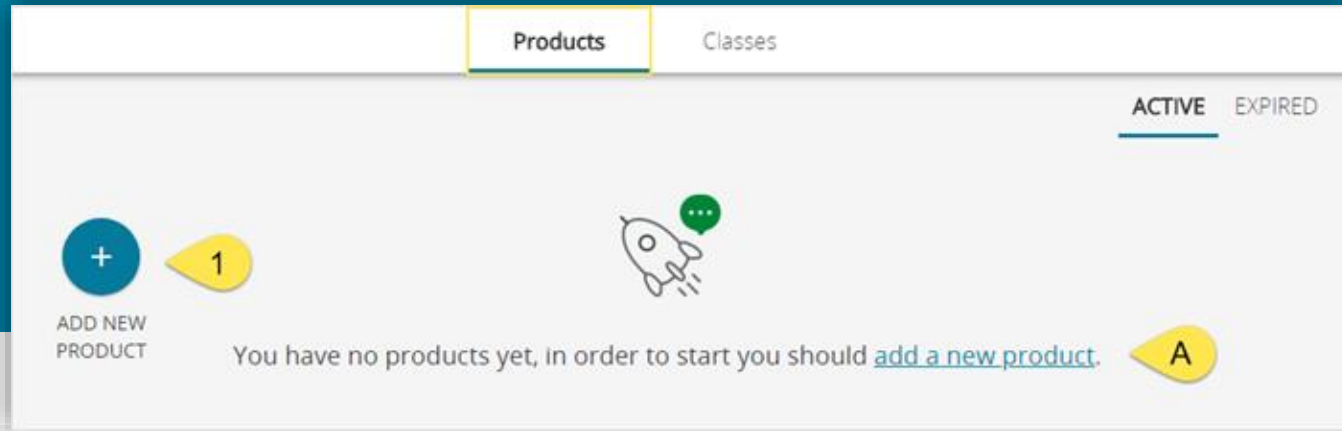 Products Classes
ACTIVE EXPIRED
+
1
ADD NEW
PRODUCT
You have no products yet, in order to start you should add a new product.
A